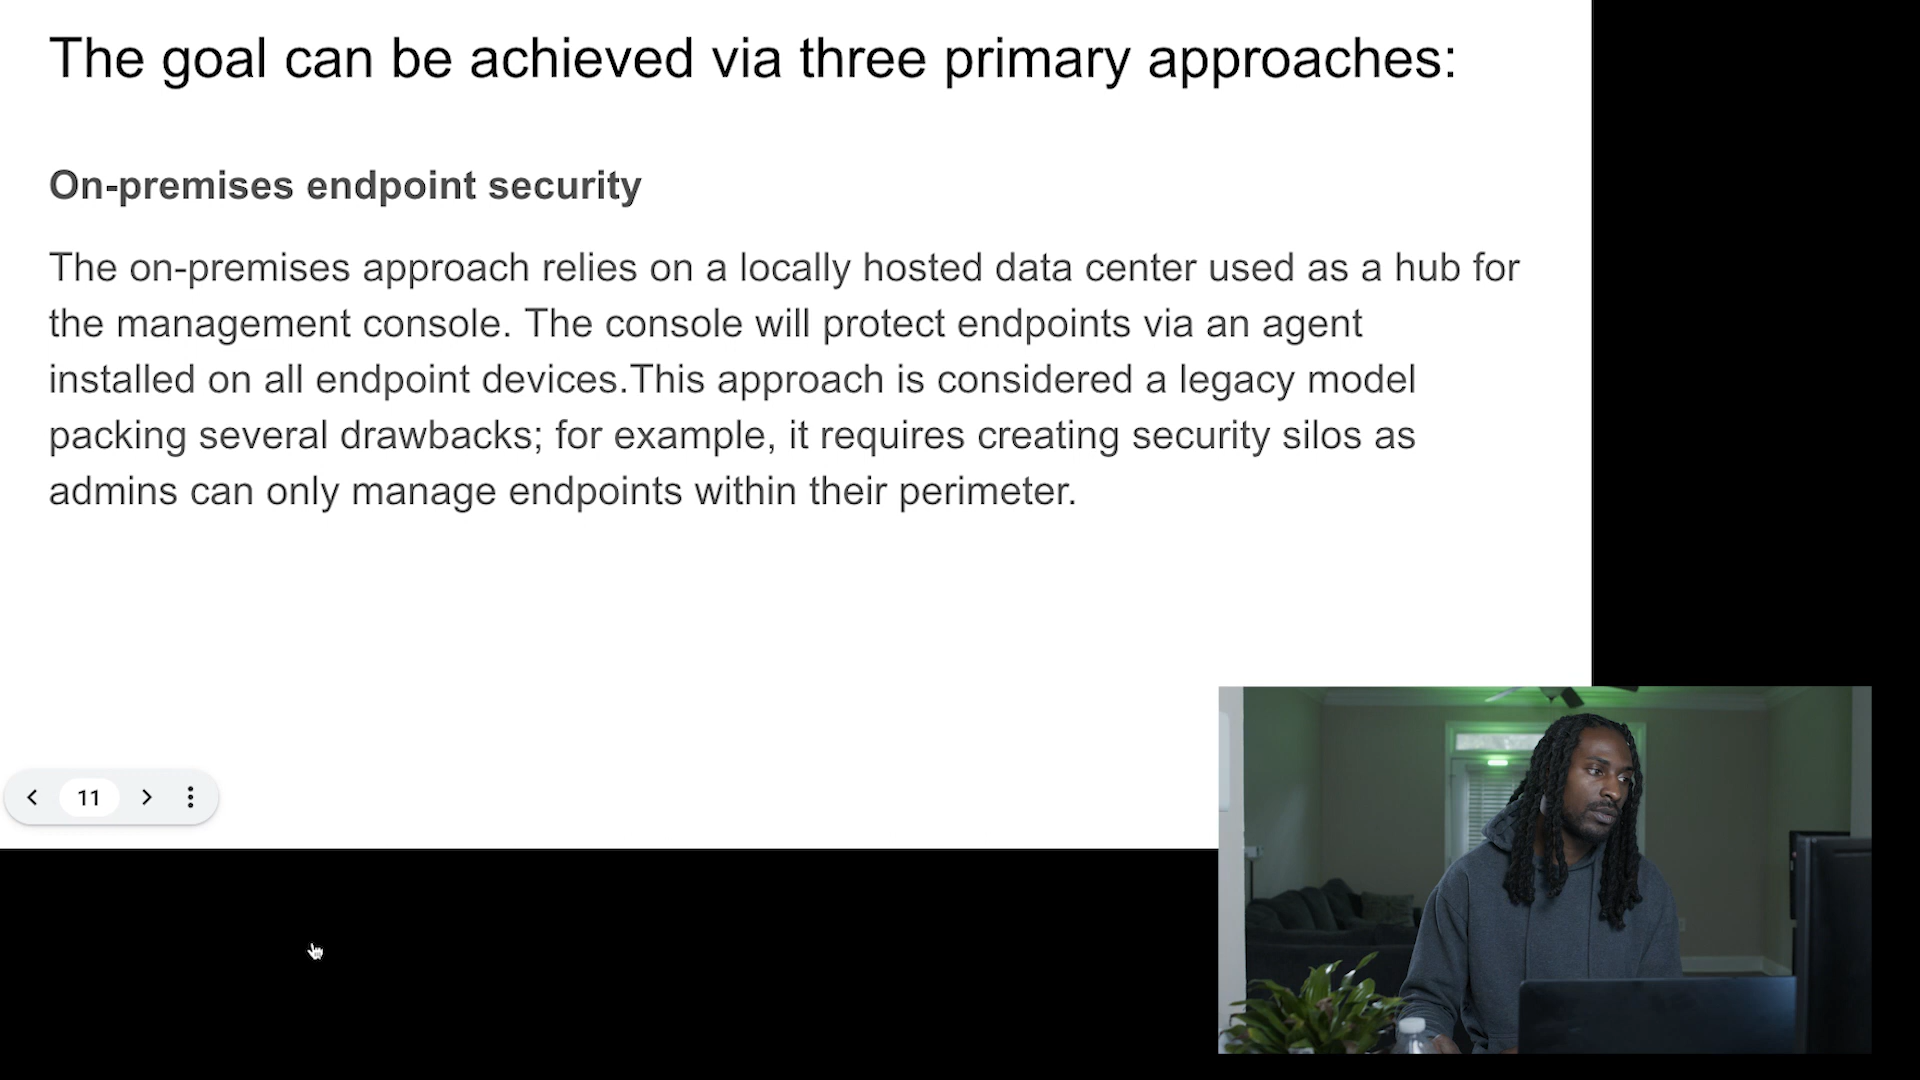 The goal can be achieved via three primary approaches:
On-premises endpoint security
The on-premises approach relies on a locally hosted data center used as a hub for
the management console. The console will protect endpoints via an agent
installed on all endpoint devices.This approach is considered a legacy model
packing several drawbacks; for example, it requires creating security silos as
admins can only manage endpoints within their perimeter.
11